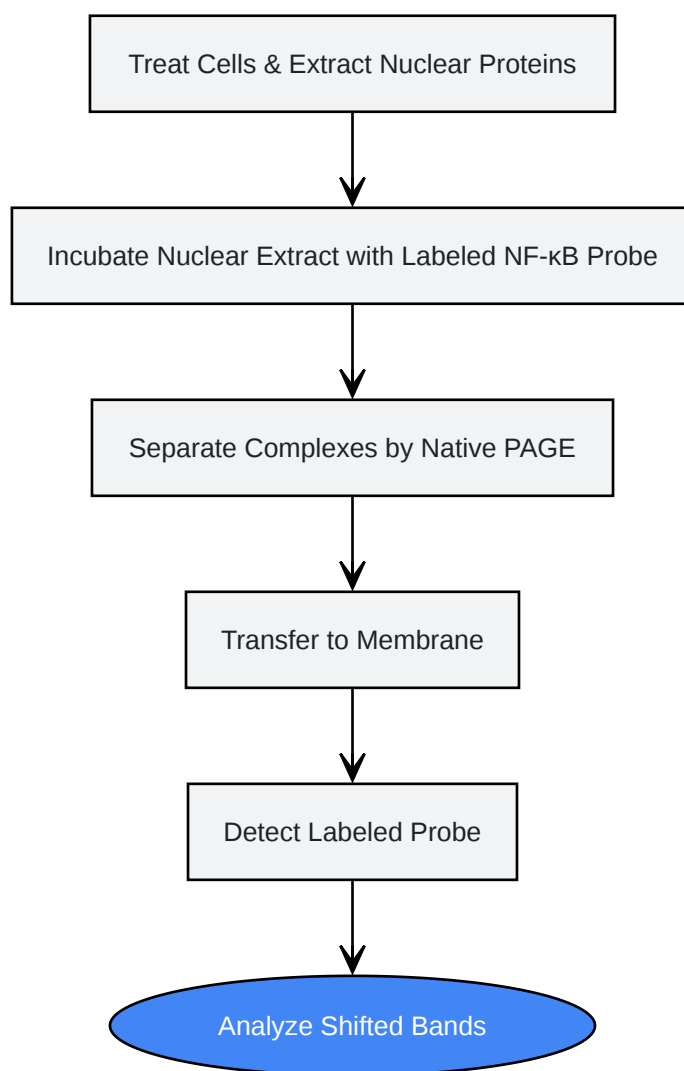 Treat Cells & Extract Nuclear Proteins
Incubate Nuclear Extract with Labeled NF-κB Probe
Separate Complexes by Native PAGE
Transfer to Membrane
Detect Labeled Probe
Analyze Shifted Bands